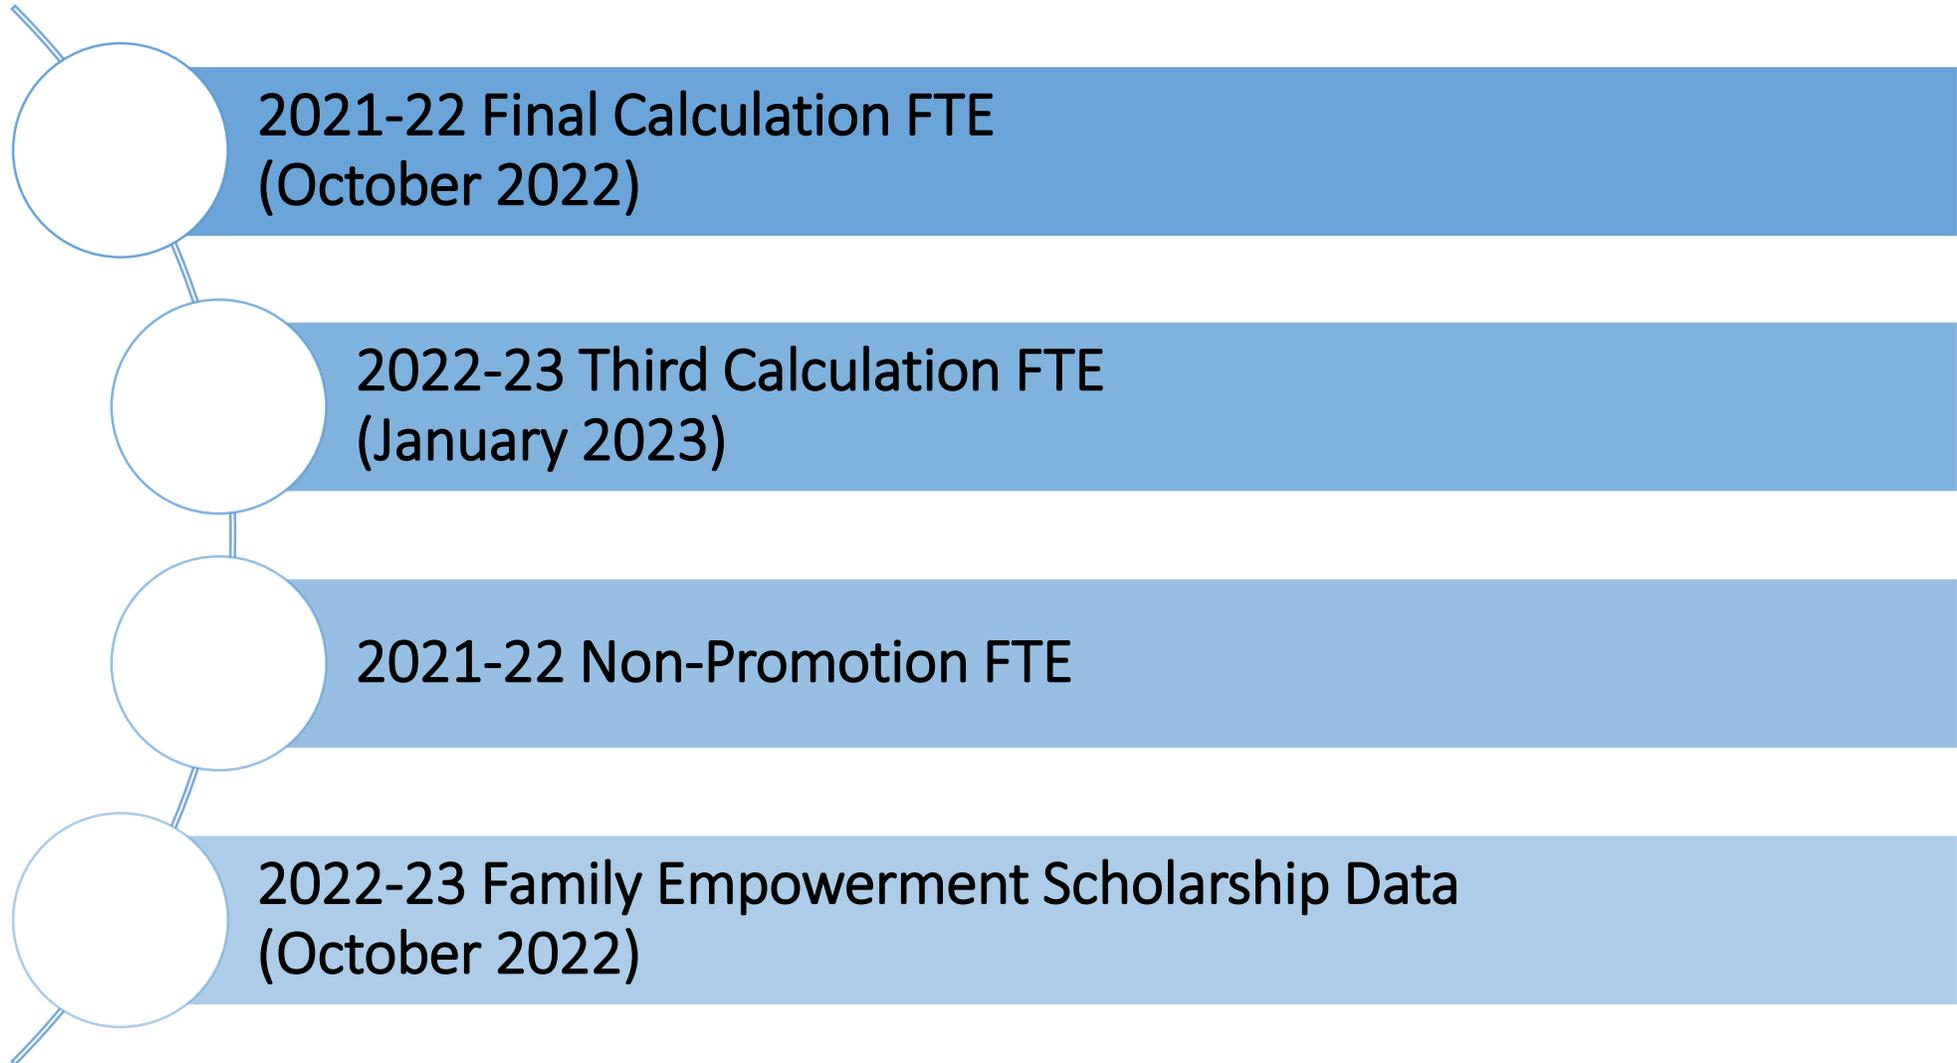 2021-22 Final Calculation FTE
(October 2022)
2022-23 Third Calculation FTE
(January 2023)
2021-22 Non-Promotion FTE
2022-23 Family Empowerment Scholarship Data
(October 2022)